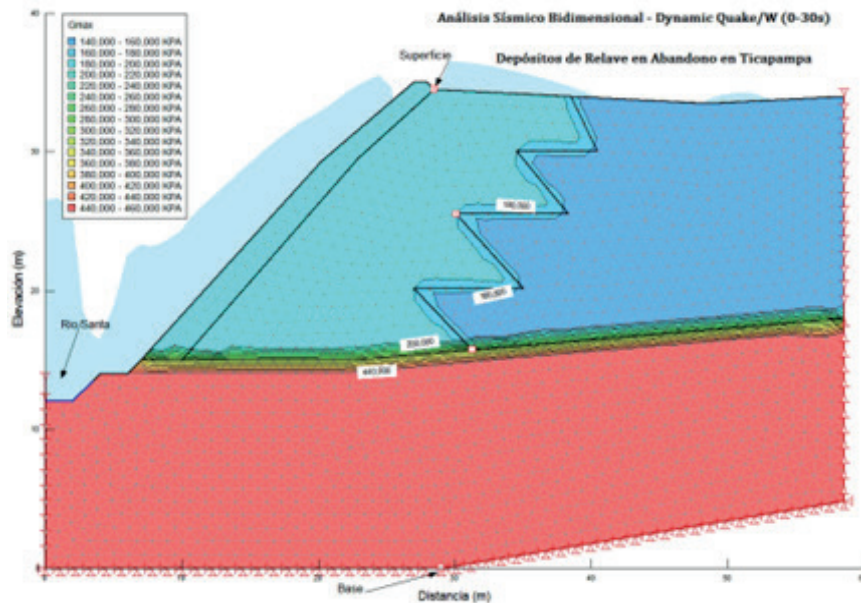 Análisis Sísmico Bidimensional - Dynamic Quake/W (0-30s)
Depósitos de Relave en Abandono en Ticapampa
Gmax
140,000 - 160,000 KPA
160,000 - 180,000 KPA
180,000 - 200,000 KPA
200,000 - 220,000 KPA
220,000 - 240,000 KPA
240,000 - 260,000 KPA
260,000 - 280,000 KPA
280,000 - 300,000 KPA
300,000 - 320,000 KPA
320,000 - 340,000 KPA
340,000 - 360,000 KPA
360,000 - 380,000 KPA
380,000 - 400,000 KPA
400,000 - 420,000 KPA
420,000 - 440,000 KPA
440,000 - 460,000 KPA
Superficie
Elevación (m)
40
30
20
10
0
Rio Santa
200,000
440,000
0
10
20
30
40
50
Base
Distancia (m)